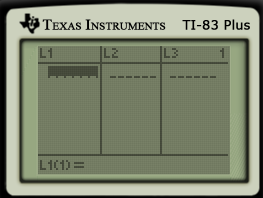 TEXAS INSTRUMENTS TI-83 Plus
L1 L2 L3 1
------ ------
L1(1) =